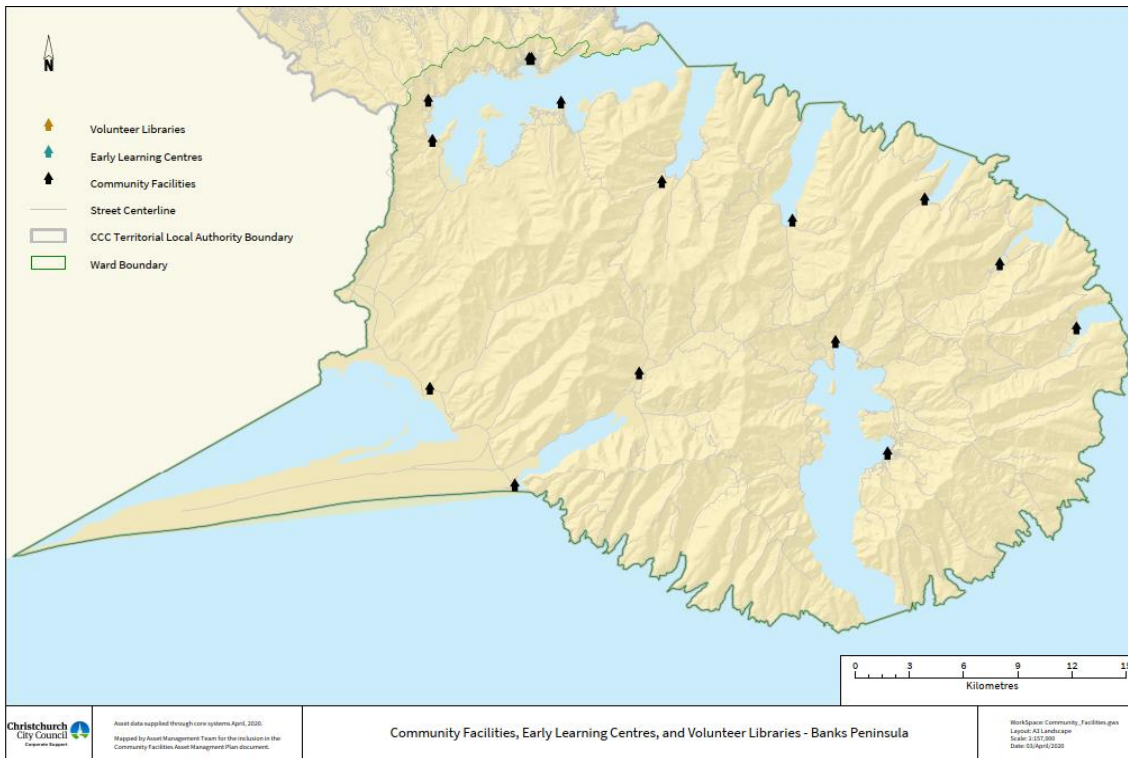 N
Volunteer Libraries
Early Learning Centres
Community Facilities
Street Centerline
CCC Territorial Local Authority Boundary
Ward Boundary
0 3 6 9 12 15
Kilometres
Christchurch
City Council
Corporate Support
Asset data supplied through core systems April, 2020.
Mapped by Asset Management Team for the inclusion in the
Community Facilities Asset Managment Plan document.
Community Facilities, Early Learning Centres, and Volunteer Libraries - Banks Peninsula
WorkSpace: Community_Facilities.gws
Layout: A3 Landscape
Scale: 1:157,000
Date: 03/April/2020